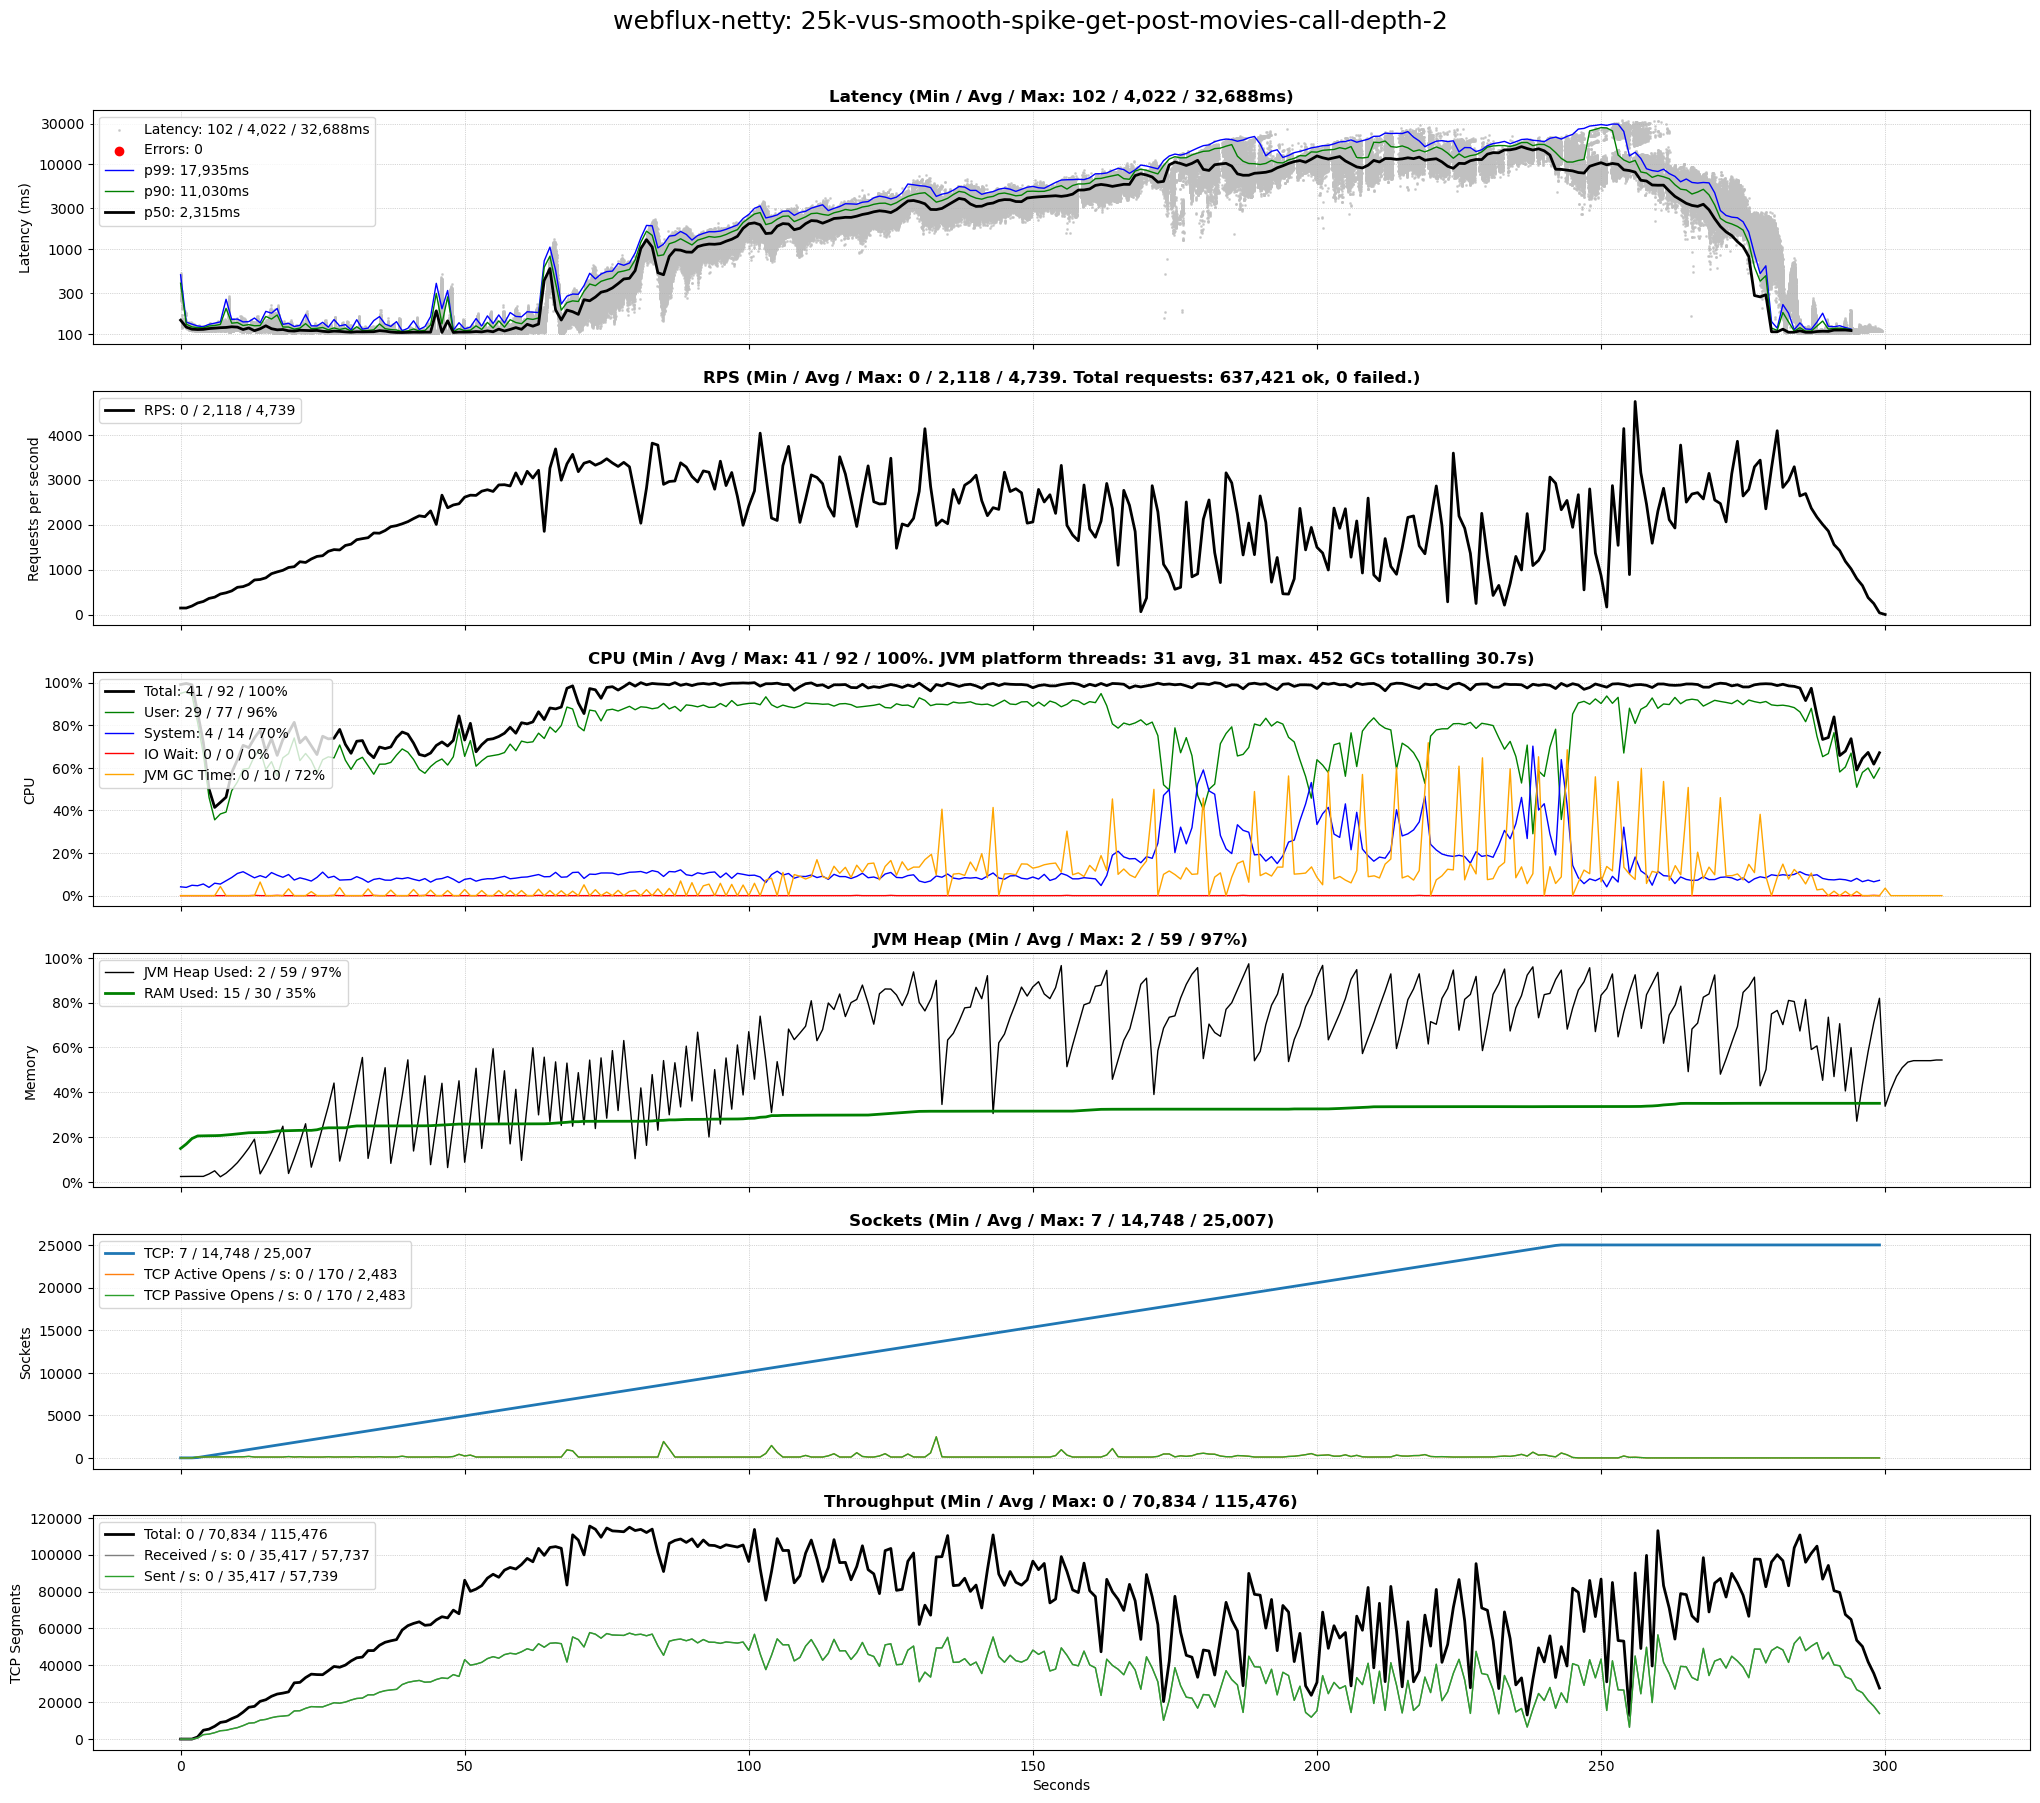 webflux-netty: 25k-vus-smooth-spike-get-post-movies-call-depth-2
Latency (Min / Avg / Max: 102 / 4,022 / 32,688ms)
Latency (ms)
30000
10000
3000
1000
300
100
Latency: 102 / 4,022 / 32,688ms
Errors: 0
p99: 17,935ms
p90: 11,030ms
p50: 2,315ms
RPS (Min / Avg / Max: 0 / 2,118 / 4,739. Total requests: 637,421 ok, 0 failed.)
Requests per second
4000
3000
2000
1000
0
RPS: 0 / 2,118 / 4,739
CPU (Min / Avg / Max: 41 / 92 / 100%. JVM platform threads: 31 avg, 31 max. 452 GCs totalling 30.7s)
CPU
100%
80%
60%
40%
20%
0%
Total: 41 / 92 / 100%
User: 29 / 77 / 96%
System: 4 / 14 / 70%
IO Wait: 0 / 0 / 0%
JVM GC Time: 0 / 10 / 72%
JVM Heap (Min / Avg / Max: 2 / 59 / 97%)
Memory
100%
80%
60%
40%
20%
0%
JVM Heap Used: 2 / 59 / 97%
RAM Used: 15 / 30 / 35%
Sockets (Min / Avg / Max: 7 / 14,748 / 25,007)
Sockets
25000
20000
15000
10000
5000
0
TCP: 7 / 14,748 / 25,007
TCP Active Opens / s: 0 / 170 / 2,483
TCP Passive Opens / s: 0 / 170 / 2,483
Throughput (Min / Avg / Max: 0 / 70,834 / 115,476)
TCP Segments
120000
100000
80000
60000
40000
20000
0
Total: 0 / 70,834 / 115,476
Received / s: 0 / 35,417 / 57,737
Sent / s: 0 / 35,417 / 57,739
0 50 100 150 200 250 300
Seconds